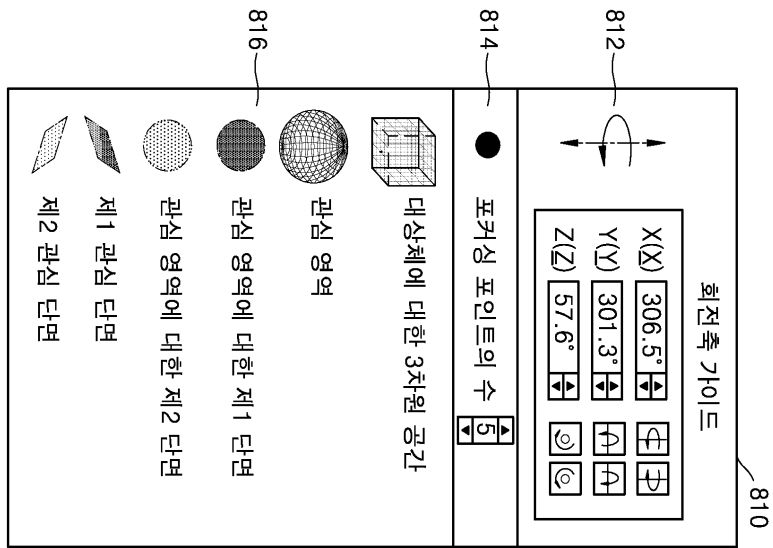 810
812
회전축 가이드
X(X) 306.5°
Y(Y) 301.3°
Z(Z) 57.6°
814
포커싱 포인트의 수 5
816
대상체에 대한 3차원 공간
관심 영역
관심 영역에 대한 제1 단면
관심 영역에 대한 제2 단면
제1 관심 단면
제2 관심 단면